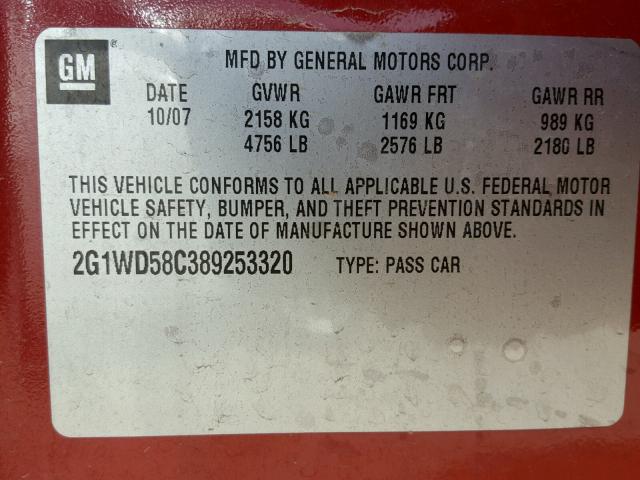 GM
MFD BY GENERAL MOTORS CORP.
DATE GVWR GAWR FRT GAWR RR
10/07 2158 KG 1169 KG 989 KG
4756 LB 2576 LB 2180 LB
THIS VEHICLE CONFORMS TO ALL APPLICABLE U.S. FEDERAL MOTOR
VEHICLE SAFETY, BUMPER, AND THEFT PREVENTION STANDARDS IN
EFFECT ON THE DATE OF MANUFACTURE SHOWN ABOVE.
2G1WD58C389253320 TYPE: PASS CAR